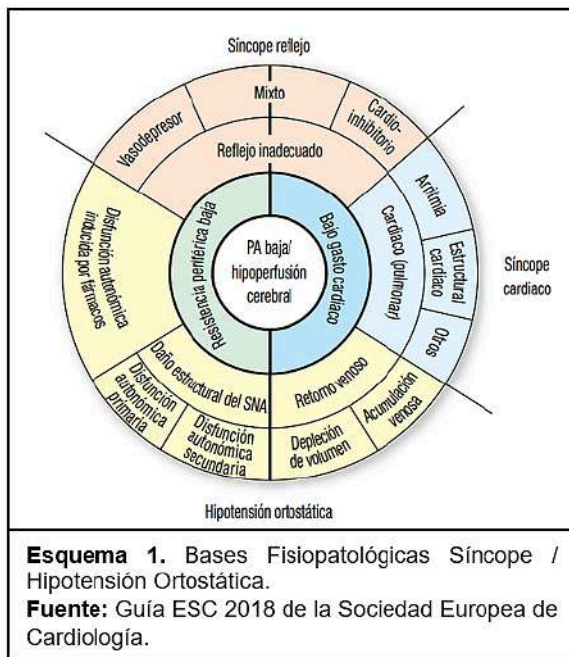 Síncope reflejo
Mixto
Vasodepresor
Cardio-
inhibitorio
Reflejo inadecuado
Disfunción autonómica
inducida por fármacos
Resistencia periférica baja
PA baja/
hipoperfusión
cerebral
Bajo gasto cardiaco
Cardiaco (pulmonar)
Arritmia
Estructural
cardiaco
Otros
Síncope
cardiaco
Daño estructural del SNA
Retorno venoso
Disfunción
autonómica
primaria
Disfunción
autonómica
secundaria
Depleción
de volumen
Acumulación
venosa
Hipotensión ortostática
Esquema 1. Bases Fisiopatológicas Síncope /
Hipotensión Ortostática.
Fuente: Guía ESC 2018 de la Sociedad Europea de
Cardiología.